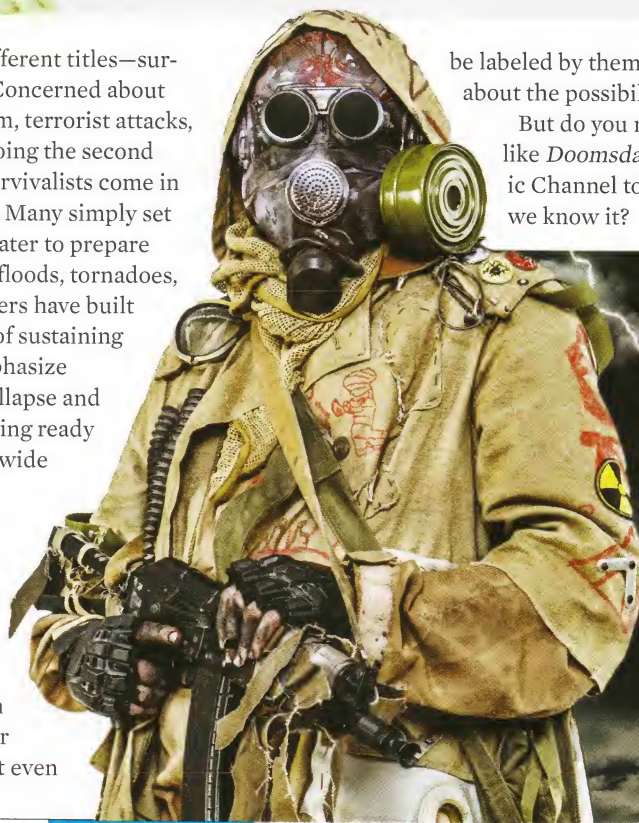 fferent titles—sur-
Concerned about
m, terrorist attacks,
ping the second
rvivalists come in
Many simply set
ater to prepare
floods, tornadoes,
ers have built
of sustaining
phasize
llapse and
ing ready
wide
r
t even
be labeled by them
about the possibil
But do you
like Doomsda
ic Channel to
we know it?